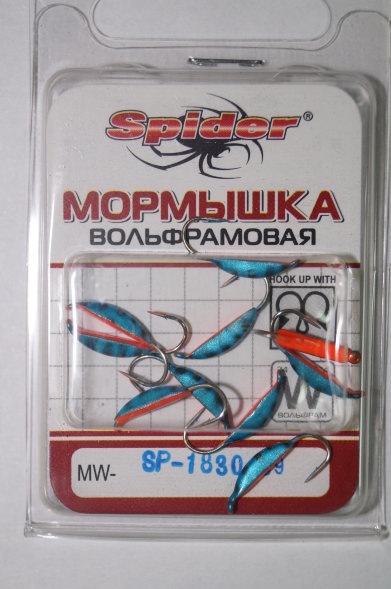 Spider®
МОРМЫШКА
ВОЛЬФРАМОВАЯ
HOOK UP WITH
W
ВОЛЬФРАМ
MW-
SP-1830